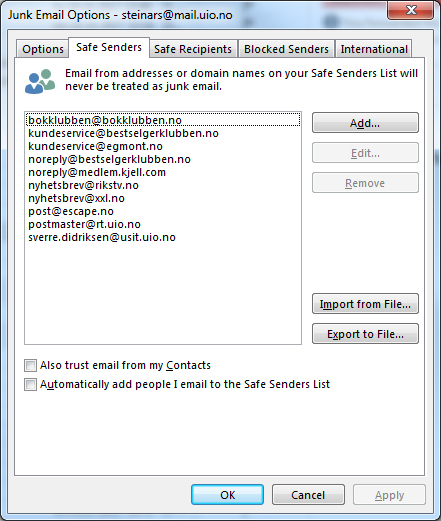 Junk Email Options - steinars@mail.uio.no
Options
Safe Senders
Safe Recipients
Blocked Senders
International
Email from addresses or domain names on your Safe Senders List will
never be treated as junk email.
bokklubben@bokklubben.no
kundeservice@bestselgerklubben.no
kundeservice@egmont.no
noreply@bestselgerklubben.no
noreply@medlem.kjell.com
nyhetsbrev@rikstv.no
nyhetsbrev@xxl.no
post@escape.no
postmaster@rt.uio.no
sverre.didriksen@usit.uio.no
Add...
Edit...
Remove
Import from File...
Export to File...
Also trust email from my Contacts
Automatically add people I email to the Safe Senders List
OK
Cancel
Apply